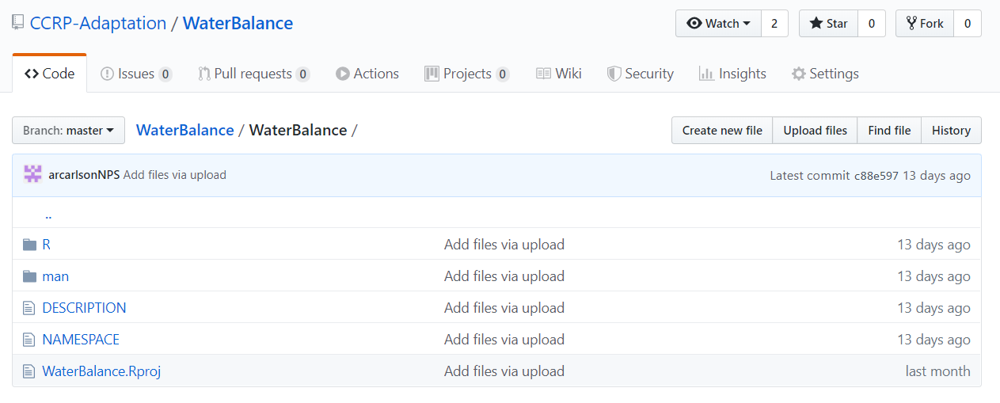 CCRP-Adaptation / WaterBalance
Watch 2 Star 0 Fork 0
Code Issues 0 Pull requests 0 Actions Projects 0 Wiki Security Insights Settings
Branch: master WaterBalance / WaterBalance / Create new file Upload files Find file History
arcarlsonNPS Add files via upload Latest commit c88e597 13 days ago
..
R Add files via upload 13 days ago
man Add files via upload 13 days ago
DESCRIPTION Add files via upload 13 days ago
NAMESPACE Add files via upload 13 days ago
WaterBalance.Rproj Add files via upload last month